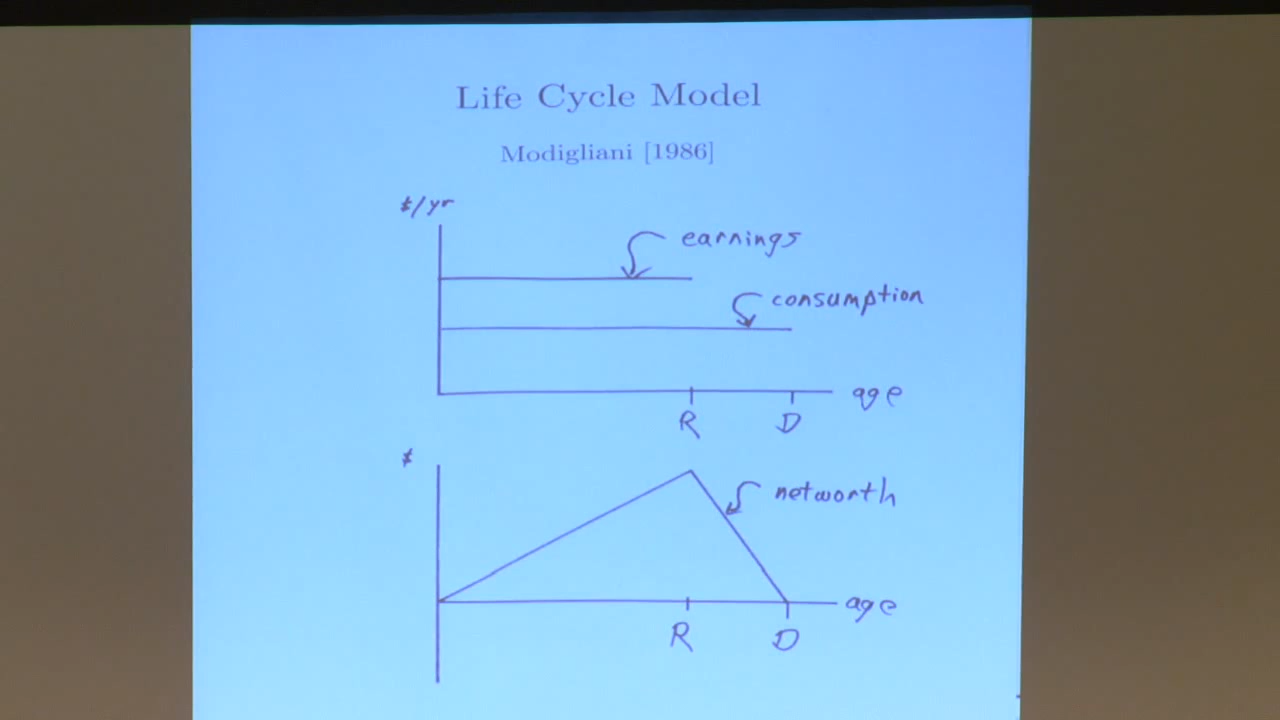 Life Cycle Model
Modigliani [1986]
$/yr
earnings
consumption
age
R D
$
networth
age
R D